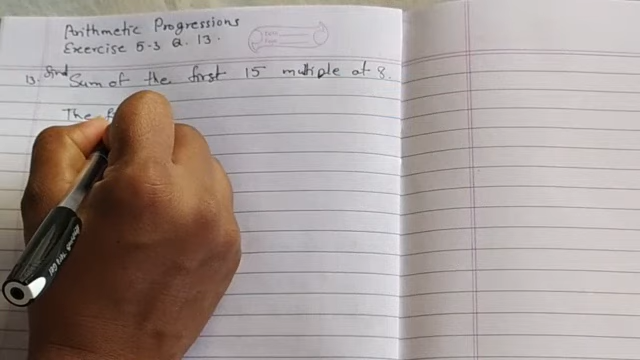 Arithmetic Progressions
Exercise 5.3 Q. 13.
13. find Sum of the first 15 multiple of 8.
The